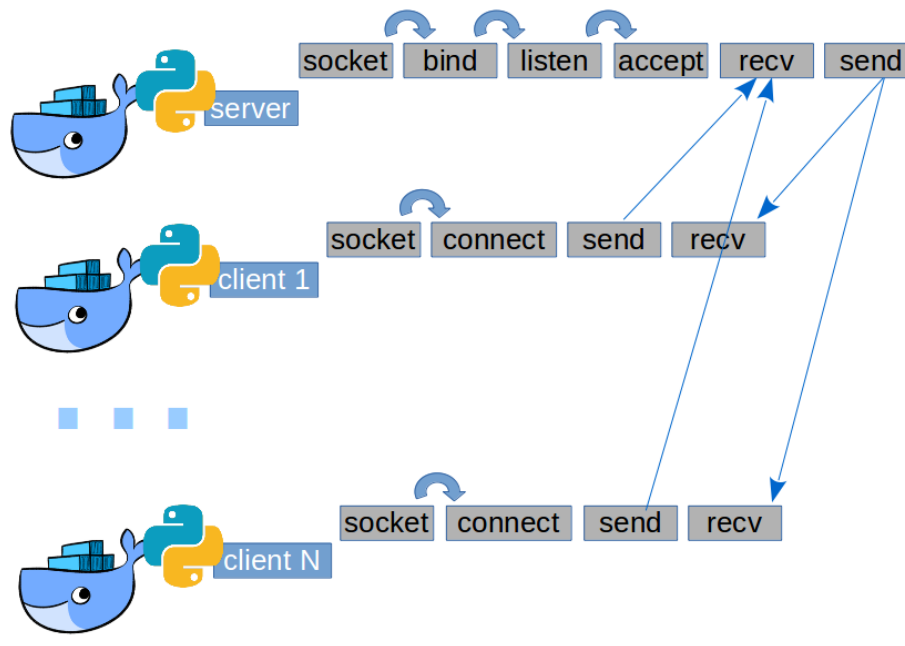 socket bind listen accept recv send
server
socket connect send recv
client 1
socket connect send recv
client N